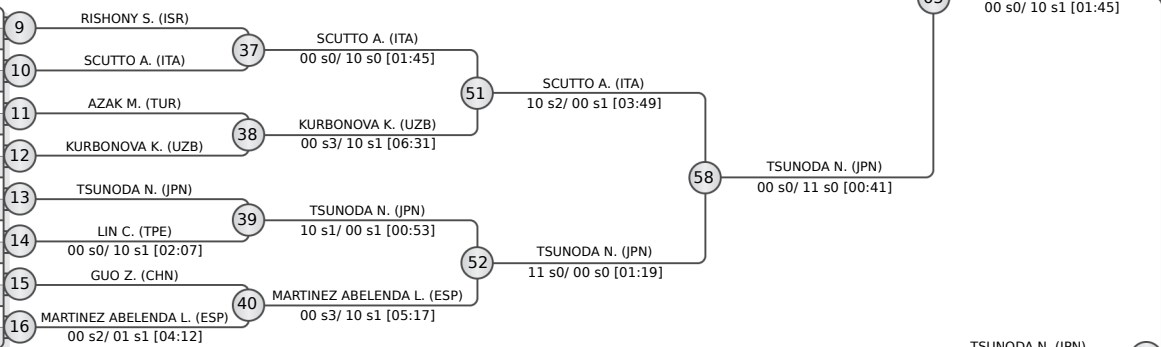 9
RISHONY S. (ISR)
10
SCUTTO A. (ITA)
11
AZAK M. (TUR)
12
KURBONOVA K. (UZB)
13
TSUNODA N. (JPN)
14
LIN C. (TPE)
00 s0/ 10 s1 [02:07]
15
GUO Z. (CHN)
16
MARTINEZ ABELENDA L. (ESP)
00 s2/ 01 s1 [04:12]
37
SCUTTO A. (ITA)
00 s0/ 10 s0 [01:45]
38
KURBONOVA K. (UZB)
00 s3/ 10 s1 [06:31]
39
TSUNODA N. (JPN)
10 s1/ 00 s1 [00:53]
40
MARTINEZ ABELENDA L. (ESP)
00 s3/ 10 s1 [05:17]
51
SCUTTO A. (ITA)
10 s2/ 00 s1 [03:49]
52
TSUNODA N. (JPN)
11 s0/ 00 s0 [01:19]
58
TSUNODA N. (JPN)
00 s0/ 11 s0 [00:41]
00 s0/ 10 s1 [01:45]
TSUNODA N. (JPN)